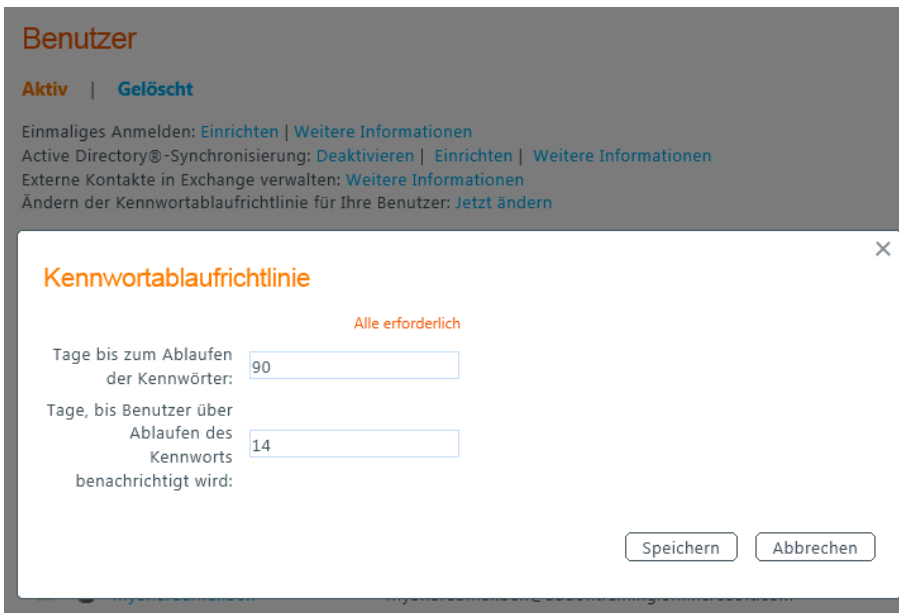 Benutzer
Aktiv | Gelöscht
Einmaliges Anmelden: Einrichten | Weitere Informationen
Active Directory®-Synchronisierung: Deaktivieren | Einrichten | Weitere Informationen
Externe Kontakte in Exchange verwalten: Weitere Informationen
Ändern der Kennwortablaufrichtlinie für Ihre Benutzer: Jetzt ändern
Kennwortablaufrichtlinie
Alle erforderlich
Tage bis zum Ablaufen
der Kennwörter:
90
Tage, bis Benutzer über
Ablaufen des
Kennworts
benachrichtigt wird:
14
Speichern
Abbrechen